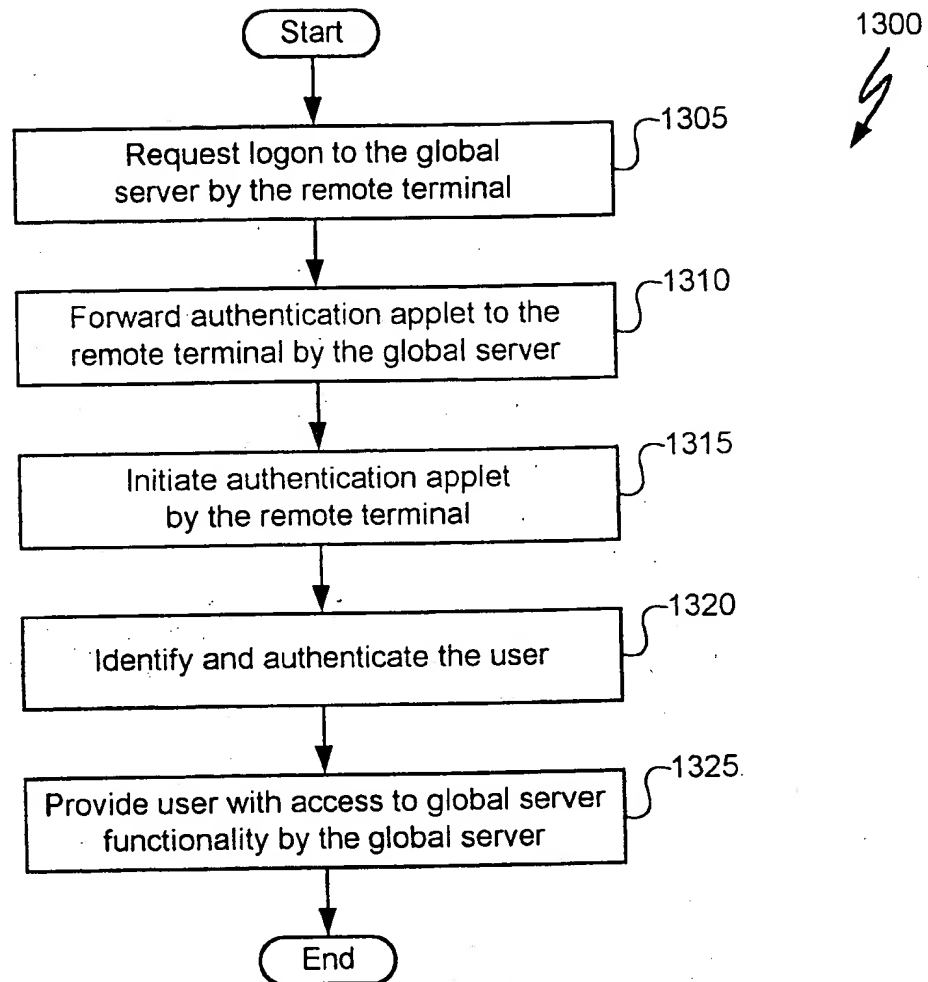 Start
1300
1305
Request logon to the global
server by the remote terminal
1310
Forward authentication applet to the
remote terminal by the global server
1315
Initiate authentication applet
by the remote terminal
1320
Identify and authenticate the user
1325
Provide user with access to global server
functionality by the global server
End